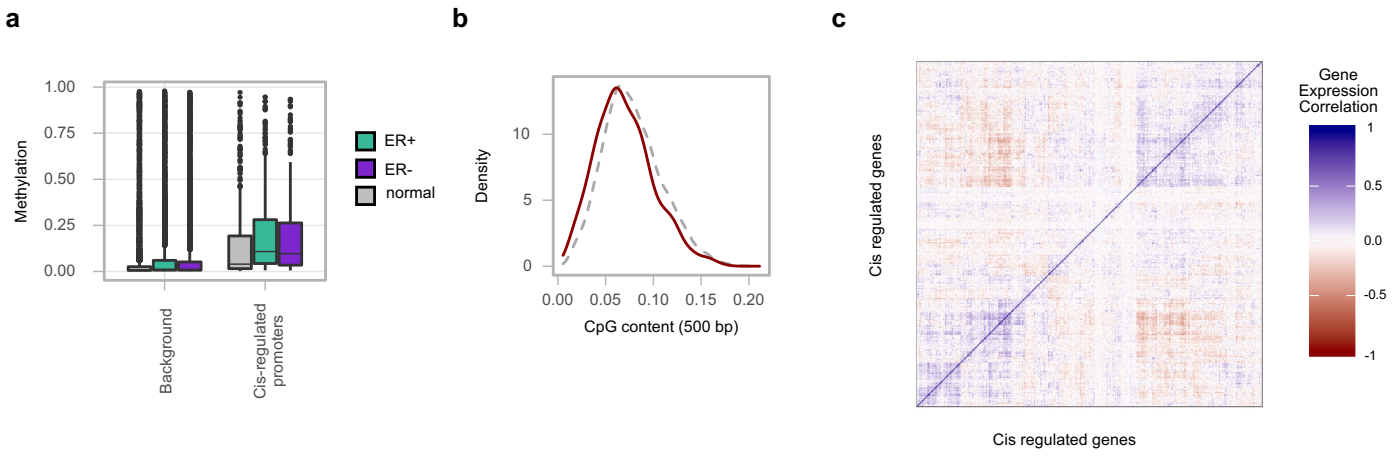 a
Methylation
1.00
0.75
0.50
0.25
0.00
Background
Cis-regulated
promoters
ER+
ER-
normal
b
Density
10
5
0
0.00
0.05
0.10
0.15
0.20
CpG content (500 bp)
c
Cis regulated genes
Cis regulated genes
Gene
Expression
Correlation
1
0.5
0.0
-0.5
-1